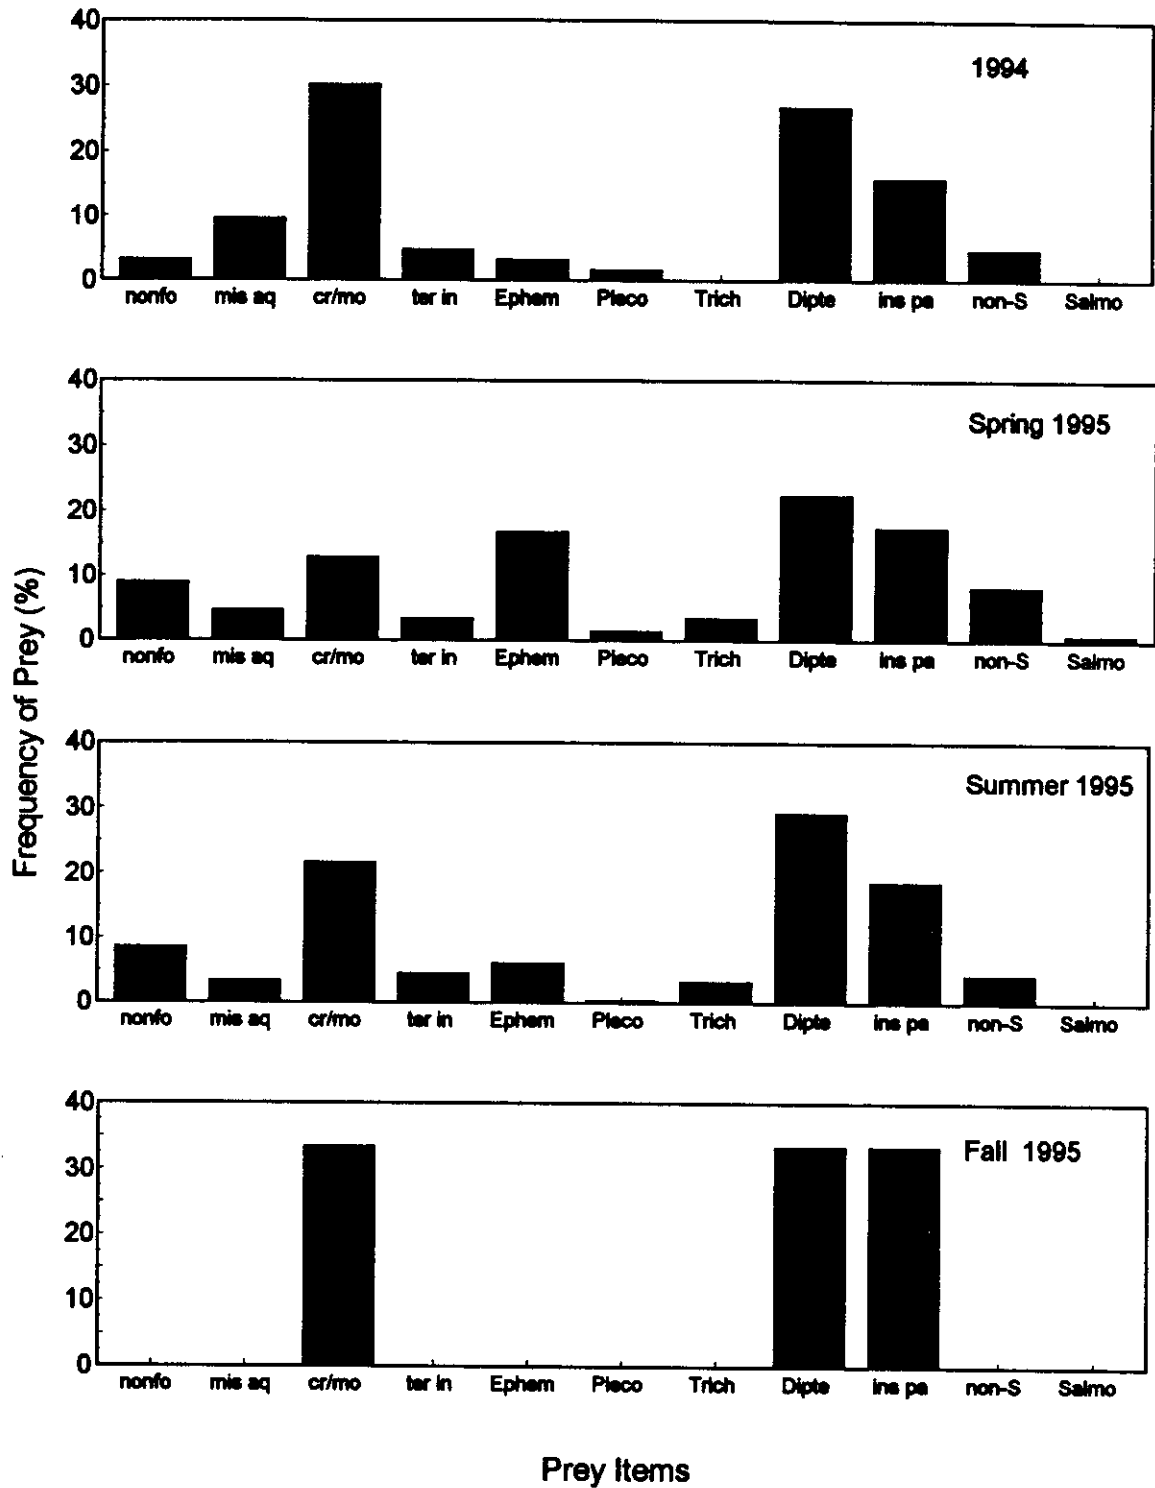 40
1994
30
20
10
0
nonfo mis aq cr/mo ter in Ephem Pleco Trich Dipte ins pa non-S Salmo
40
Spring 1995
30
20
10
0
nonfo mis aq cr/mo ter in Ephem Pleco Trich Dipte ins pa non-S Salmo
Frequency of Prey (%)
40
Summer 1995
30
20
10
0
nonfo mis aq cr/mo ter in Ephem Pleco Trich Dipte ins pa non-S Salmo
40
Fall 1995
30
20
10
0
nonfo mis aq cr/mo ter in Ephem Pleco Trich Dipte ins pa non-S Salmo
Prey Items